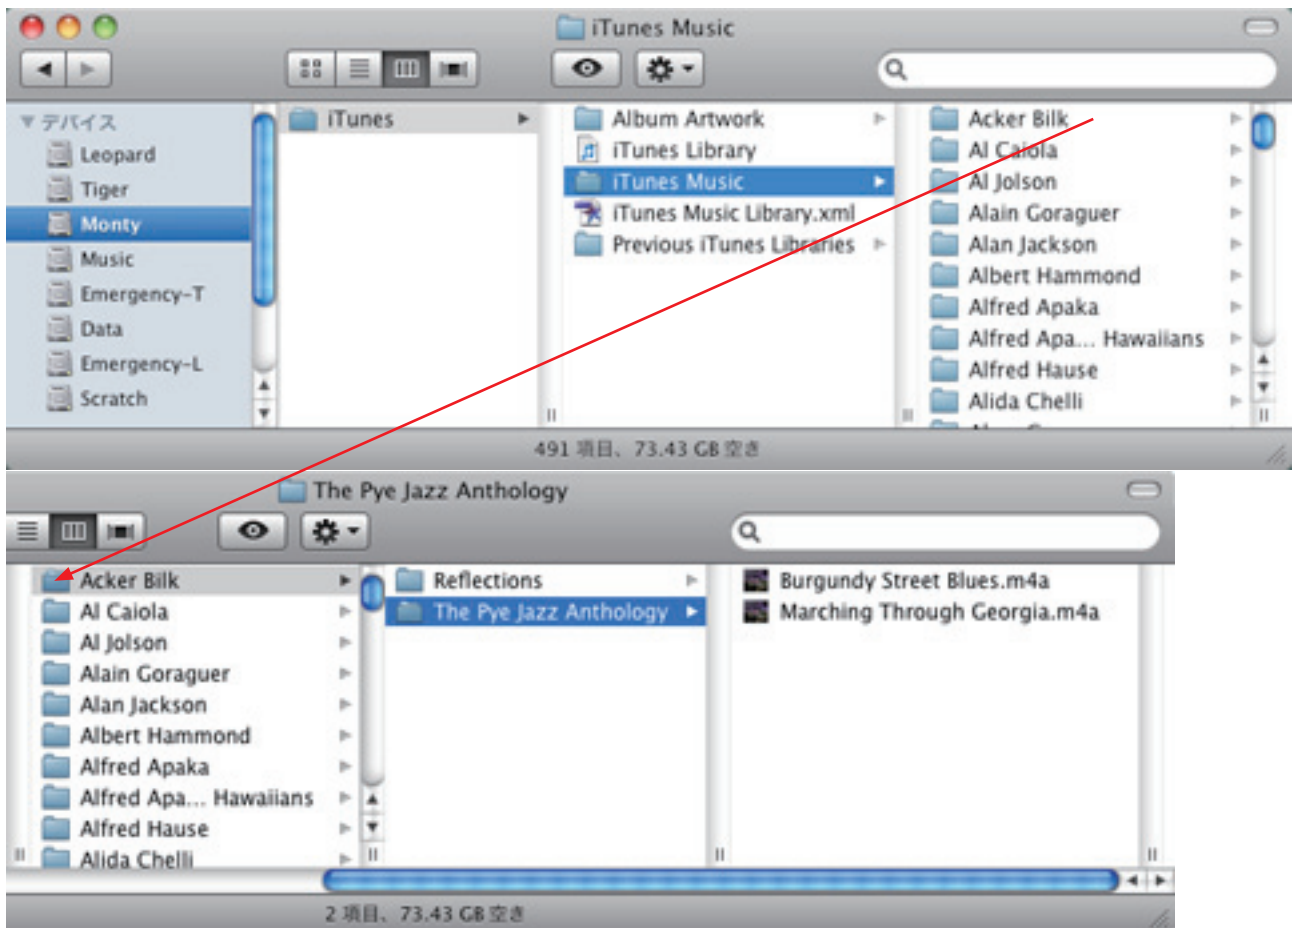 iTunes Music
デバイス
Leopard
Tiger
Monty
Music
Emergency-T
Data
Emergency-L
Scratch
iTunes
Album Artwork
iTunes Library
iTunes Music
iTunes Music Library.xml
Previous iTunes Libraries
Acker Bilk
Al Caiola
Al Jolson
Alain Goraguer
Alan Jackson
Albert Hammond
Alfred Apaka
Alfred Apa... Hawaiians
Alfred Hause
Alida Chelli
491 項目、73.43 GB 空き
The Pye Jazz Anthology
Acker Bilk
Al Caiola
Al Jolson
Alain Goraguer
Alan Jackson
Albert Hammond
Alfred Apaka
Alfred Apa... Hawaiians
Alfred Hause
Alida Chelli
Reflections
The Pye Jazz Anthology
Burgundy Street Blues.m4a
Marching Through Georgia.m4a
2 項目、73.43 GB 空き